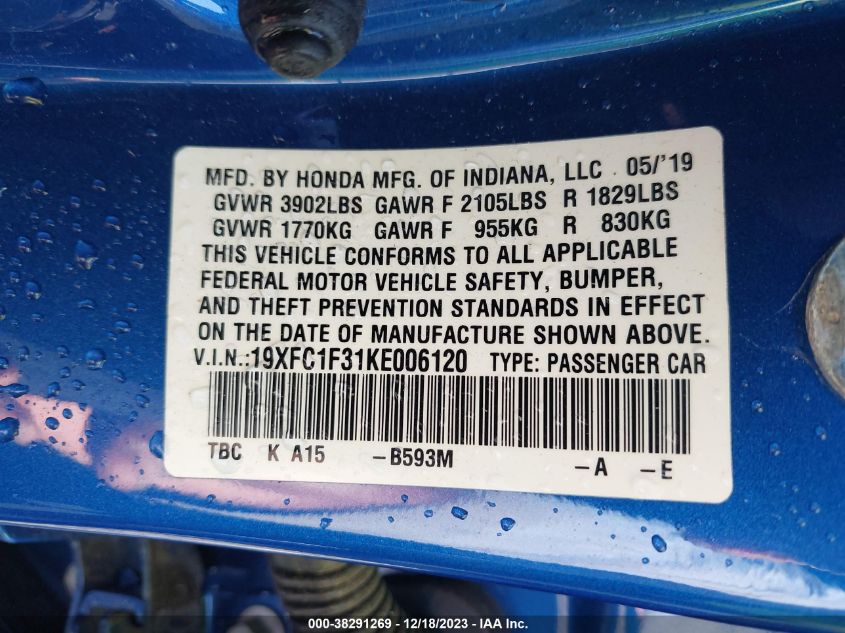 MFD. BY HONDA MFG. OF INDIANA, LLC 05/'19
GVWR 3902LBS GAWR F 2105LBS R 1829LBS
GVWR 1770KG GAWR F 955KG R 830KG
THIS VEHICLE CONFORMS TO ALL APPLICABLE
FEDERAL MOTOR VEHICLE SAFETY, BUMPER,
AND THEFT PREVENTION STANDARDS IN EFFECT
ON THE DATE OF MANUFACTURE SHOWN ABOVE.
V.I.N.:19XFC1F31KE006120 TYPE: PASSENGER CAR
TBC K A15 -B593M -A -E
000-38291269 – 12/18/2023 – IAA Inc.